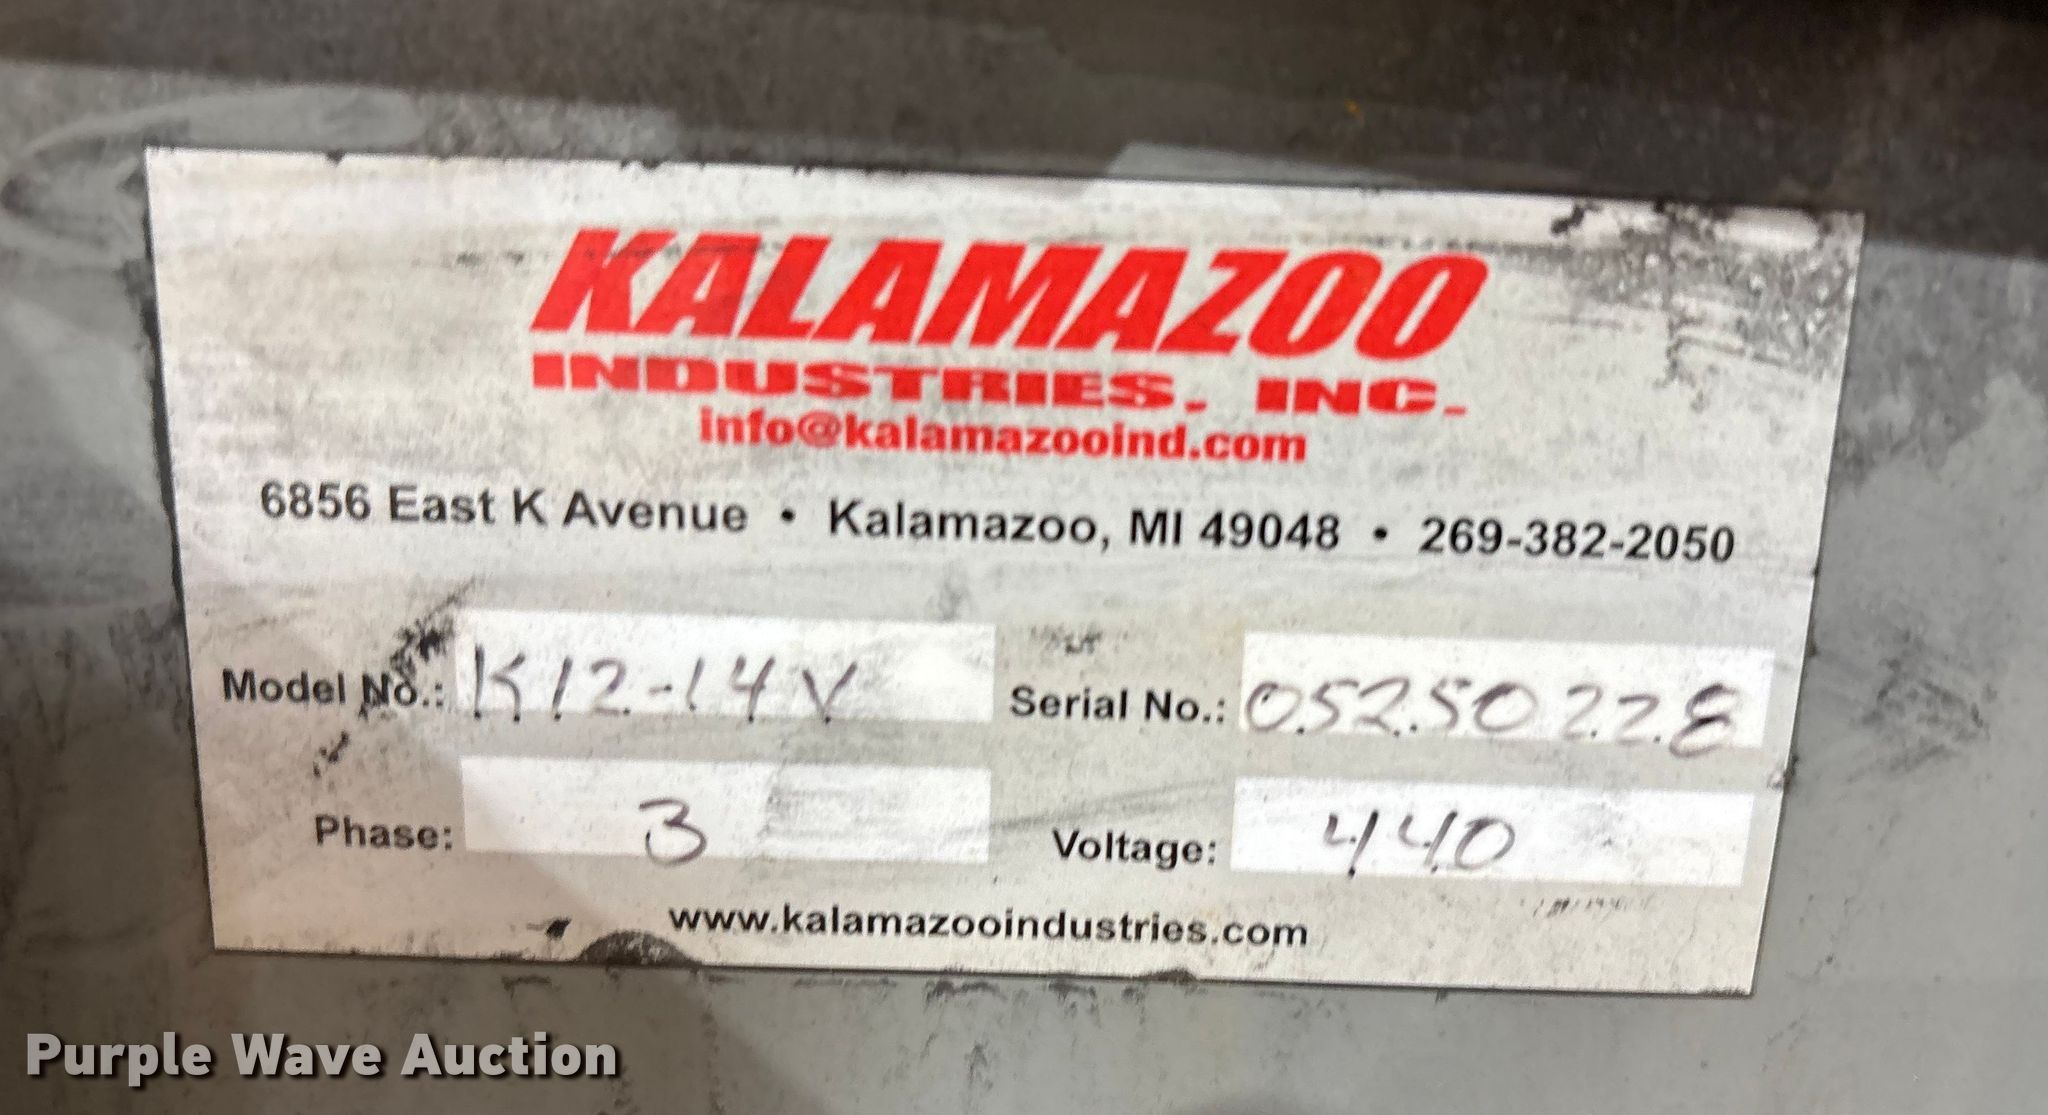 KALAMAZOO
INDUSTRIES, INC.
info@kalamazooind.com
6856 East K Avenue • Kalamazoo, MI 49048 • 269-382-2050
Model No.: K12-14V Serial No.: 052502228
Phase: 3 Voltage: 440
www.kalamazooindustries.com
Purple Wave Auction